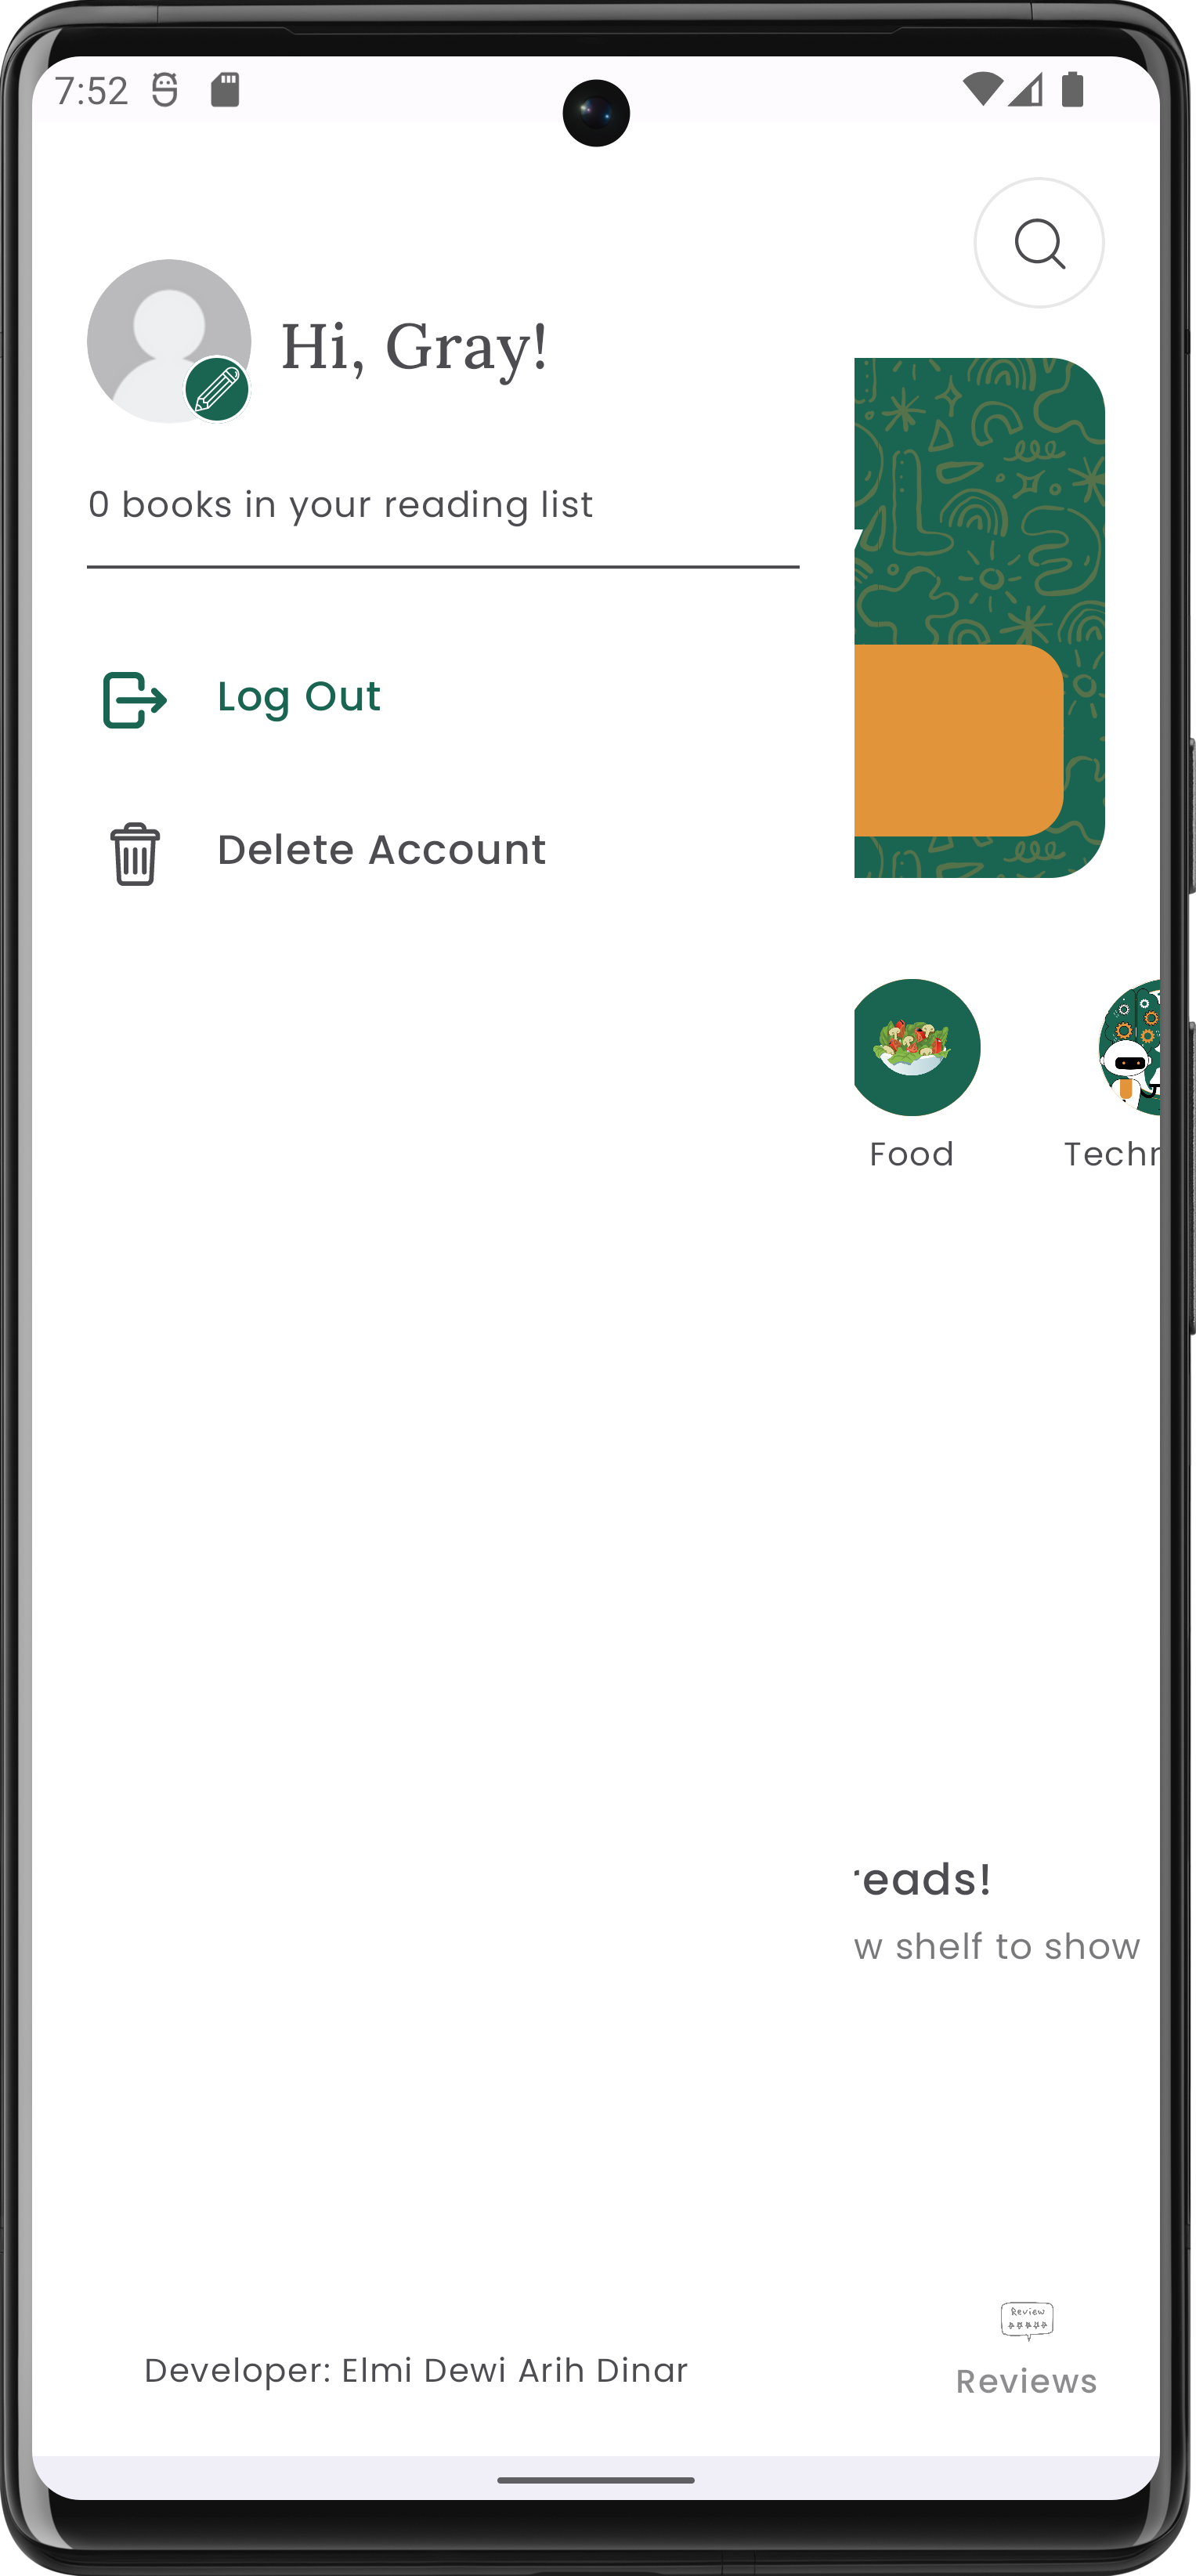 7:52
Hi, Gray!
0 books in your reading list
Log Out
Delete Account
Food
Techn
reads!
w shelf to show
Review
Reviews
Developer: Elmi Dewi Arih Dinar